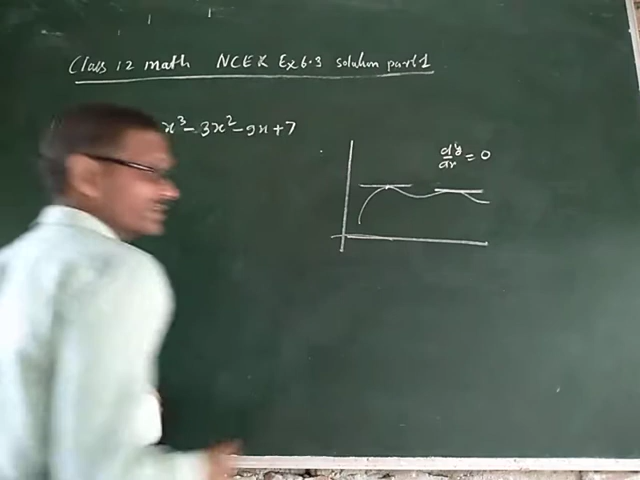 Class 12 math NCER Ex 6.3 solution part 1
x³ - 3x² - 9x + 7
dy/dx = 0